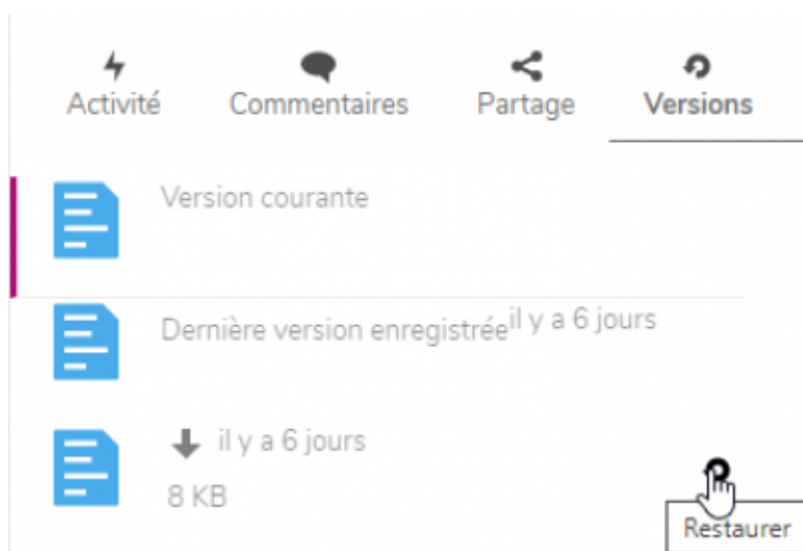 Activité Commentaires Partage Versions
Version courante
Dernière version enregistrée il y a 6 jours
il y a 6 jours
8 KB
Restaurer